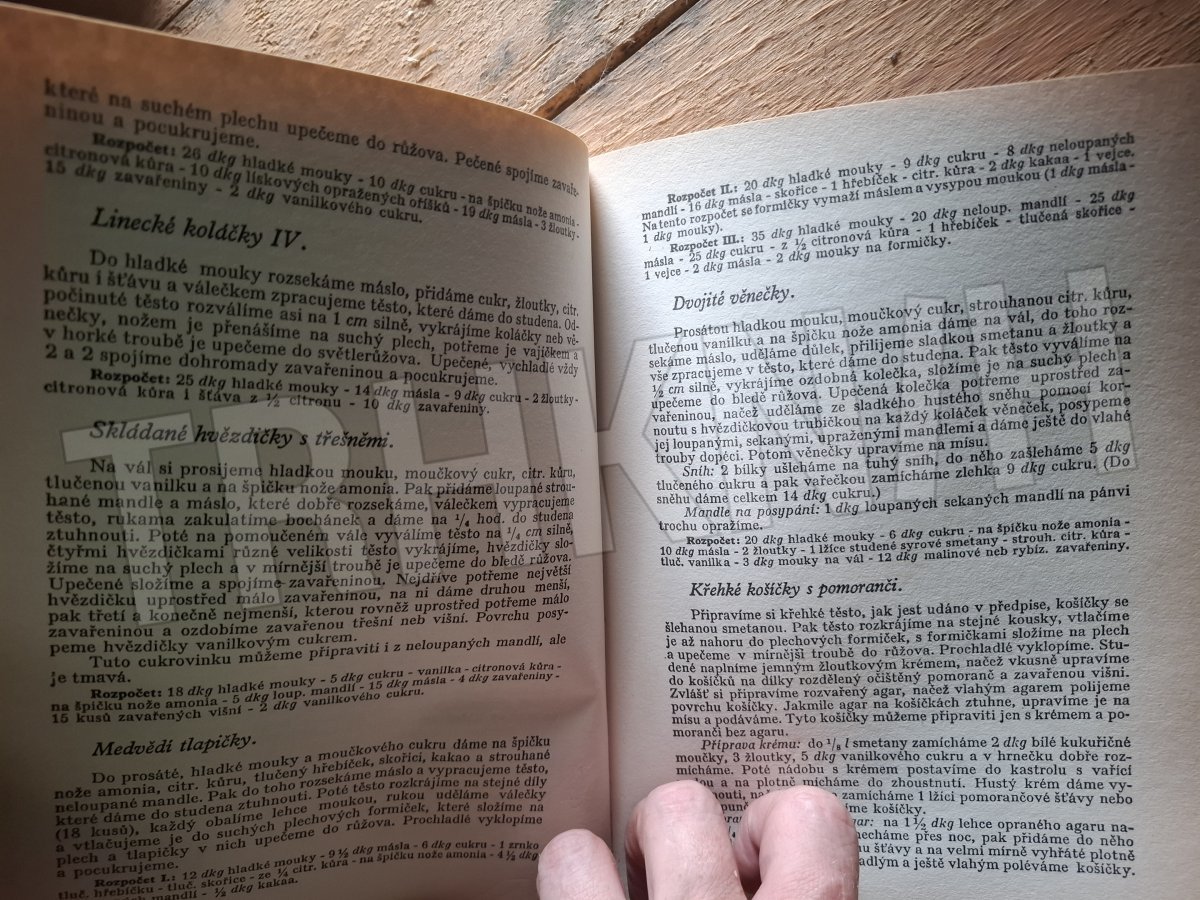 které na suchém plechu upečeme do růžova. Pečené spojíme zavaře-
ninou a pocukrujeme.
Rozpočet: 26 dkg hladké mouky - 10 dkg cukru - na špičku nože amonia -
citronová kůra - 10 dkg lískových opražených oříšků - 19 dkg másla - 3 žloutky -
15 dkg zavařeniny - 2 dkg vanilkového cukru.
Linecké koláčky IV.
Do hladké mouky rozsekáme máslo, přidáme cukr, žloutky, citr.
kůru i šťávu a válečkem zpracujeme těsto, které dáme do studena. Od-
počinuté těsto rozválíme asi na 1 cm silně, vykrájíme koláčky neb vě-
nečky, nožem je přenášíme na suchý plech, potřeme je vajíčkem a
v horké troubě je upečeme do světlerůžova. Upečené, vychladlé vždy
2 a 2 spojíme dohromady zavařeninou a pocukrujeme.
Rozpočet: 25 dkg hladké mouky - 14 dkg másla - 9 dkg cukru - 2 žloutky-
citronová kůra i šťáva z ½ citronu - 10 dkg zavařeniny.
Skládané hvězdičky s třešněmi.
Na vál si prosijeme hladkou mouku, moučkový cukr, citr. kůru,
tlučenou vanilku a na špičku nože amonia. Pak přidáme loupané strou-
hané mandle a máslo, které dobře rozsekáme, válečkem vypracujeme
těsto, rukama zakulatíme bochánek a dáme na ¼ hod. do studena
ztuhnouti. Poté na pomoučeném vále vyválíme těsto na ¼ cm silně,
čtyřmi hvězdičkami různé velikosti těsto vykrájíme, hvězdičky slo-
žíme na suchý plech a v mírnější troubě je upečeme do bledě růžova.
Upečené složíme a spojíme zavařeninou. Nejdříve potřeme největší
hvězdičku uprostřed málo zavařeninou, na ni dáme druhou menší,
pak třetí a konečně nejmenší, kterou rovněž uprostřed potřeme málo
zavařeninou a ozdobíme zavařenou třešní neb višní. Povrchu posy-
peme hvězdičky vanilkovým cukrem.
Tuto cukrovinku můžeme připraviti i z neloupaných mandlí, ale
je tmavá.
Rozpočet: 18 dkg hladké mouky - 5 dkg cukru - vanilka - citronová kůra -
na špičku nože amonia - 5 dkg loup. mandlí - 15 dkg másla - 4 dkg zavařeniny -
15 kusů zavařených višní - 2 dkg vanilkového cukru.
Medvědí tlapičky.
Do prosáté, hladké mouky a moučkového cukru dáme na špičku
nože amonia, citr. kůru, tlučený hřebíček, skořici, kakao a strouhané
neloupané mandle. Pak do toho rozsekáme máslo a vypracujeme těsto,
které dáme do studena ztuhnouti. Poté těsto rozkrájíme na stejné díly
(18 kusů), každý obalíme lehce moukou, rukou uděláme válečky
a vtlačujeme je do suchých plechových formiček, které složíme na
plech a tlapičky v nich upečeme do růžova. Prochladlé vyklopíme
a pocukrujeme.
Rozpočet I.: 12 dkg hladké mouky - 9 ½ dkg másla - 6 dkg cukru - 1 zrnko
tluč. hřebíčku - tluč. skořice - ze ¼ citr. kůra - na špičku nože amonia - 4 ½ dkg
mandlí - ½ dkg kakaa.
Rozpočet II.: 20 dkg hladké mouky - 9 dkg cukru - 8 dkg neloupaných
mandlí - 16 dkg másla - skořice - 1 hřebíček - citr. kůra - 2 dkg kakaa - 1 vejce.
Na tento rozpočet se formičky vymaží máslem a vysypou moukou (1 dkg másla -
1 dkg mouky).
Rozpočet III.: 35 dkg hladké mouky - 20 dkg neloup. mandlí - 25 dkg
másla - 25 dkg cukru - z ½ citronová kůra - 1 hřebíček - tlučená skořice -
1 vejce - 2 dkg másla - 2 dkg mouky na formičky.
Dvojité věnečky.
Prosátou hladkou mouku, moučkový cukr, strouhanou citr. kůru,
tlučenou vanilku a na špičku nože amonia dáme na vál, do toho roz-
sekáme máslo, uděláme důlek, přilijeme sladkou smetanu a žloutky a
vše zpracujeme v těsto, které dáme do studena. Pak těsto vyválíme na
½ cm silně, vykrájíme ozdobná kolečka, složíme je na suchý plech a
upečeme do bledě růžova. Upečená kolečka potřeme uprostřed za-
vařeninou, načež uděláme ze sladkého hustého sněhu pomocí kor-
noutu s hvězdičkovou trubičkou na každý koláček věneček, posypeme
jej loupanými, sekanými, upraženými mandlemi a dáme ještě do vlahé
trouby dopéci. Potom věnečky upravíme na mísu.
Sníh: 2 bílky ušleháme na tuhý sníh, do něho zašleháme 5 dkg
tlučeného cukru a pak vařečkou zamícháme zlehka 9 dkg cukru. (Do
sněhu dáme celkem 14 dkg cukru.)
Mandle na posypání: 1 dkg loupaných sekaných mandlí na pánvi
trochu opražíme.
Rozpočet: 20 dkg hladké mouky - 6 dkg cukru - na špičku nože amonia -
10 dkg másla - 2 žloutky - 1 lžíce studené syrové smetany - strouh. citr. kůra -
tluč. vanilka - 3 dkg mouky na vál - 12 dkg malinové neb rybíz. zavařeniny.
Křehké košíčky s pomoranči.
Připravíme si křehké těsto, jak jest udáno v předpise, košíčky se
šlehanou smetanou. Pak těsto rozkrájíme na stejné kousky, vtlačíme
je až nahoru do plechových formiček, s formičkami složíme na plech
a upečeme v mírnější troubě do růžova. Prochladlé vyklopíme. Stu-
dené naplníme jemným žloutkovým krémem, načež vkusně upravíme
do košíčků na dílky rozdělený očištěný pomoranč a zavařenou višni.
Zvlášť si připravíme rozvařený agar, načež vlahým agarem polijeme
povrchu košíčky. Jakmile agar na košíčkách ztuhne, upravíme je na
mísu a podáváme. Tyto košíčky můžeme připraviti jen s krémem a po-
moranči bez agaru.
Příprava krému: do ⅛ l smetany zamícháme 2 dkg bílé kukuřičné
moučky, 3 žloutky, 5 dkg vanilkového cukru a v hrnečku dobře roz-
mícháme. Poté nádobu s krémem postavíme do kastrolu s vařící
a na plotně mícháme do zhoustnutí. Hustý krém dáme vy-
zamícháme 1 lžíci pomorančové šťávy nebo
košíčky.
na 1 ½ dkg lehce opraného agaru na-
necháme přes noc, pak přidáme do něho
šťávu a na velmi mírně vyhřáté plotně
a ještě vlahým poléváme košíčky.
TRHKNIH